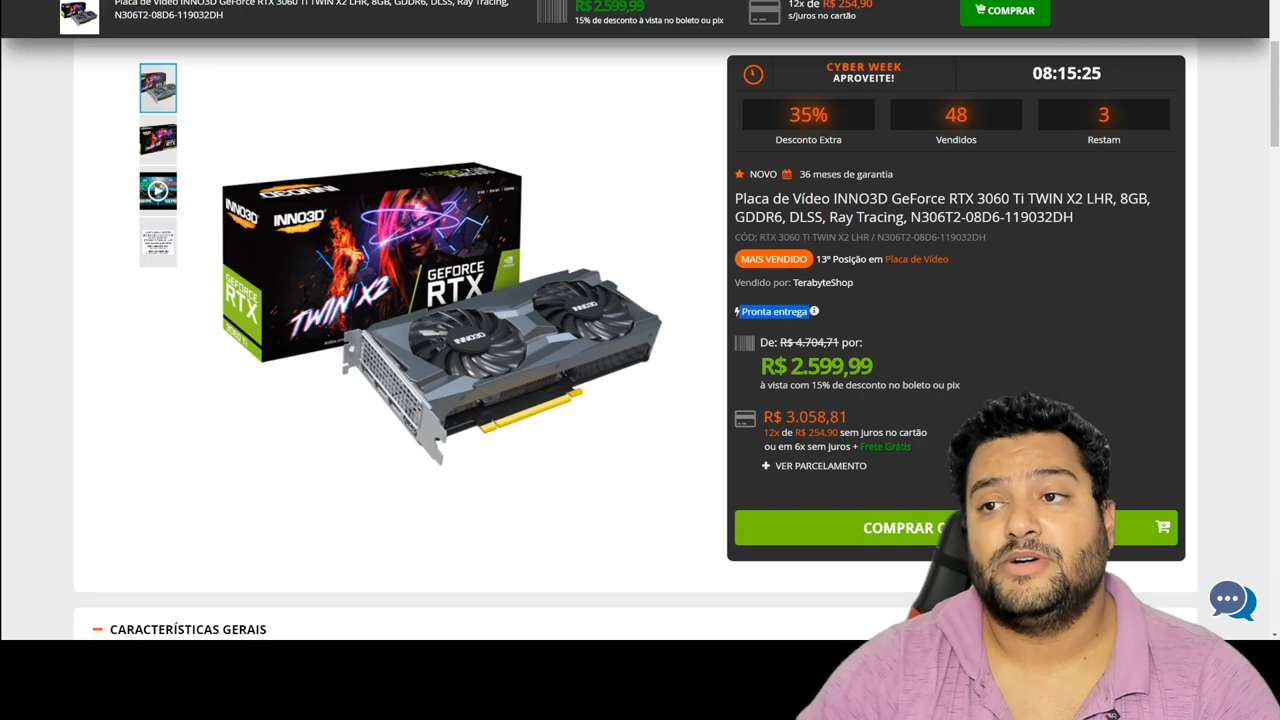 Placa de Vídeo INNO3D GeForce RTX 3060 Ti TWIN X2 LHR, 8GB, GDDR6, DLSS, Ray Tracing,
N306T2-08D6-119032DH
R$ 2.599,99
15% de desconto à vista no boleto ou pix
12x de R$ 254,90
s/juros no cartão
COMPRAR
CYBER WEEK
APROVEITE!
08:15:25
35%
Desconto Extra
48
Vendidos
3
Restam
NOVO 36 meses de garantia
Placa de Vídeo INNO3D GeForce RTX 3060 Ti TWIN X2 LHR, 8GB,
GDDR6, DLSS, Ray Tracing, N306T2-08D6-119032DH
CÓD: RTX 3060 TI TWIN X2 LHR / N306T2-08D6-119032DH
MAIS VENDIDO 13º Posição em Placa de Vídeo
Vendido por: TerabyteShop
Pronta entrega
De: R$ 4.704,71 por:
R$ 2.599,99
à vista com 15% de desconto no boleto ou pix
R$ 3.058,81
12x de R$ 254,90 sem juros no cartão
ou em 6x sem juros + Frete Grátis
+ VER PARCELAMENTO
COMPRAR
INNO3D
INNO3D
GEFORCE
RTX
TWIN X2
GEFORCE
RTX
3060 Ti
INNO3D
INNO3D
CARACTERÍSTICAS GERAIS